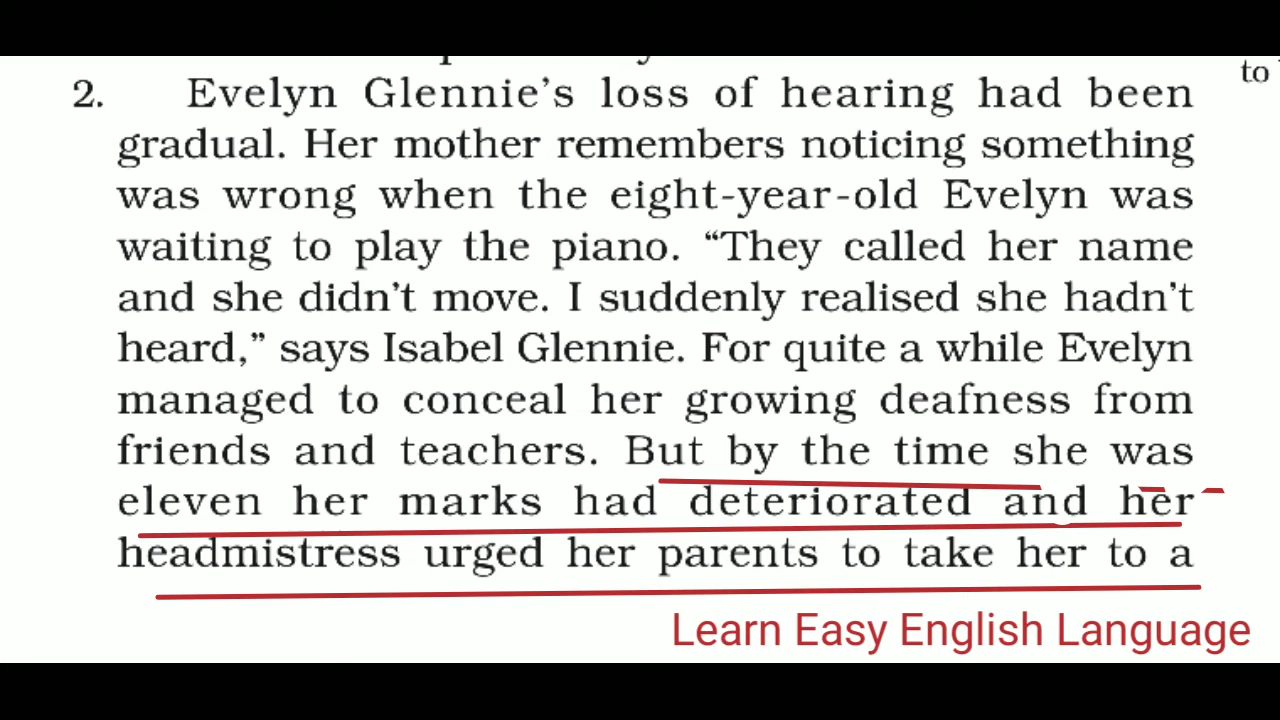 to
2. Evelyn Glennie's loss of hearing had been
gradual. Her mother remembers noticing something
was wrong when the eight-year-old Evelyn was
waiting to play the piano. “They called her name
and she didn't move. I suddenly realised she hadn't
heard,” says Isabel Glennie. For quite a while Evelyn
managed to conceal her growing deafness from
friends and teachers. But by the time she was
eleven her marks had deteriorated and her
headmistress urged her parents to take her to a
Learn Easy English Language